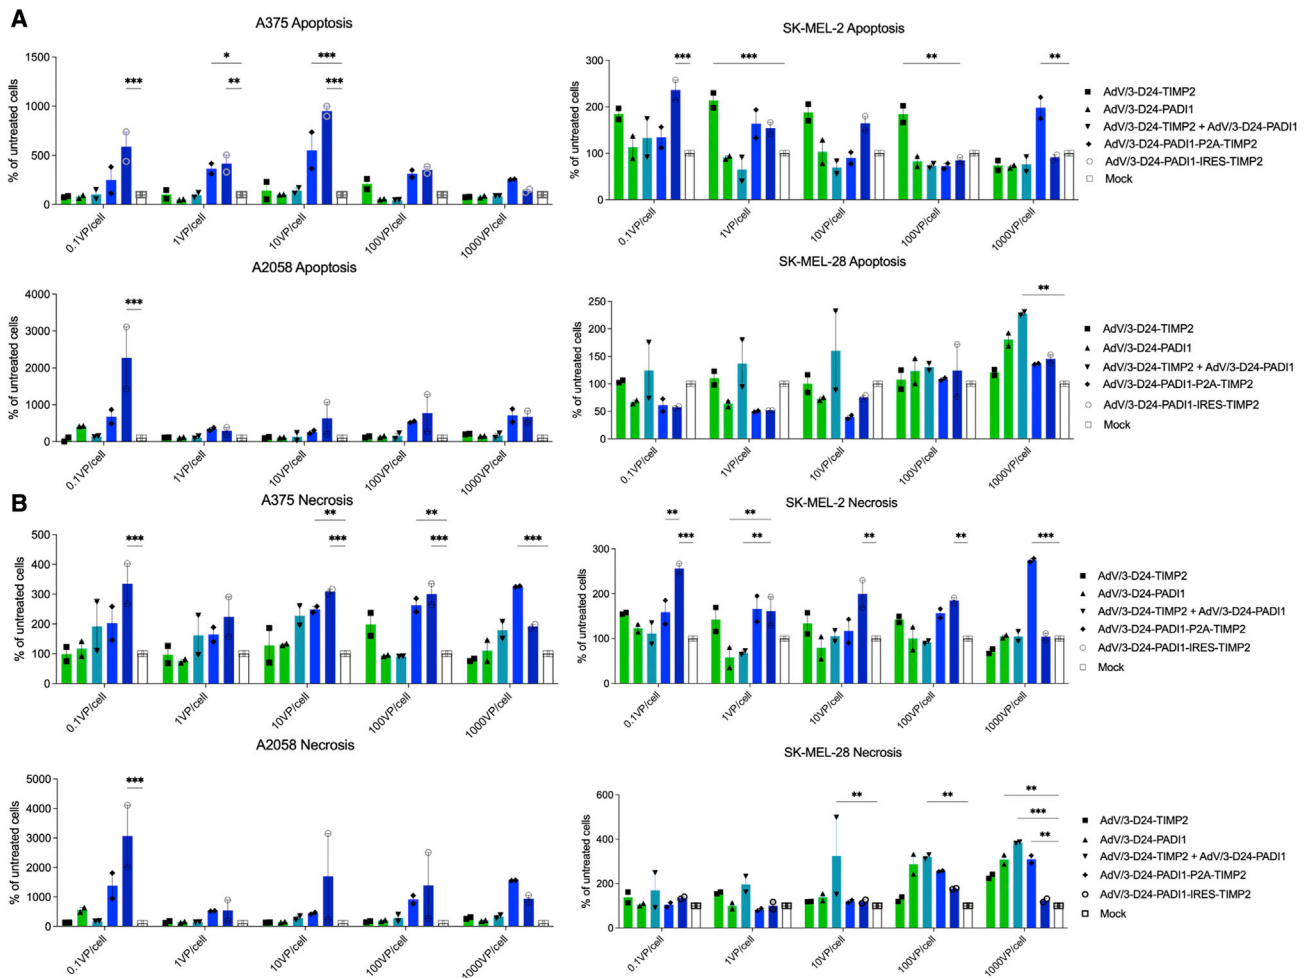 A
A375 Apoptosis
% of untreated cells
1500
1000
500
0
* ***
*** ** ***
0.1VP/cell 1VP/cell 10VP/cell 100VP/cell 1000VP/cell
SK-MEL-2 Apoptosis
% of untreated cells
300
200
100
0
*** *** ** **
0.1VP/cell 1VP/cell 10VP/cell 100VP/cell 1000VP/cell
AdV/3-D24-TIMP2
AdV/3-D24-PADI1
AdV/3-D24-TIMP2 + AdV/3-D24-PADI1
AdV/3-D24-PADI1-P2A-TIMP2
AdV/3-D24-PADI1-IRES-TIMP2
Mock
A2058 Apoptosis
% of untreated cells
4000
3000
2000
1000
0
***
0.1VP/cell 1VP/cell 10VP/cell 100VP/cell 1000VP/cell
SK-MEL-28 Apoptosis
% of untreated cells
250
200
150
100
50
0
**
0.1VP/cell 1VP/cell 10VP/cell 100VP/cell 1000VP/cell
AdV/3-D24-TIMP2
AdV/3-D24-PADI1
AdV/3-D24-TIMP2 + AdV/3-D24-PADI1
AdV/3-D24-PADI1-P2A-TIMP2
AdV/3-D24-PADI1-IRES-TIMP2
Mock
B
A375 Necrosis
% of untreated cells
500
400
300
200
100
0
** **
*** *** *** ***
0.1VP/cell 1VP/cell 10VP/cell 100VP/cell 1000VP/cell
SK-MEL-2 Necrosis
% of untreated cells
300
200
100
0
** **
*** ** ** ** ***
0.1VP/cell 1VP/cell 10VP/cell 100VP/cell 1000VP/cell
AdV/3-D24-TIMP2
AdV/3-D24-PADI1
AdV/3-D24-TIMP2 + AdV/3-D24-PADI1
AdV/3-D24-PADI1-P2A-TIMP2
AdV/3-D24-PADI1-IRES-TIMP2
Mock
A2058 Necrosis
% of untreated cells
5000
4000
3000
2000
1000
0
***
0.1VP/cell 1VP/cell 10VP/cell 100VP/cell 1000VP/cell
SK-MEL-28 Necrosis
% of untreated cells
600
400
200
0
** ** **
***
**
0.1VP/cell 1VP/cell 10VP/cell 100VP/cell 1000VP/cell
AdV/3-D24-TIMP2
AdV/3-D24-PADI1
AdV/3-D24-TIMP2 + AdV/3-D24-PADI1
AdV/3-D24-PADI1-P2A-TIMP2
AdV/3-D24-PADI1-IRES-TIMP2
Mock